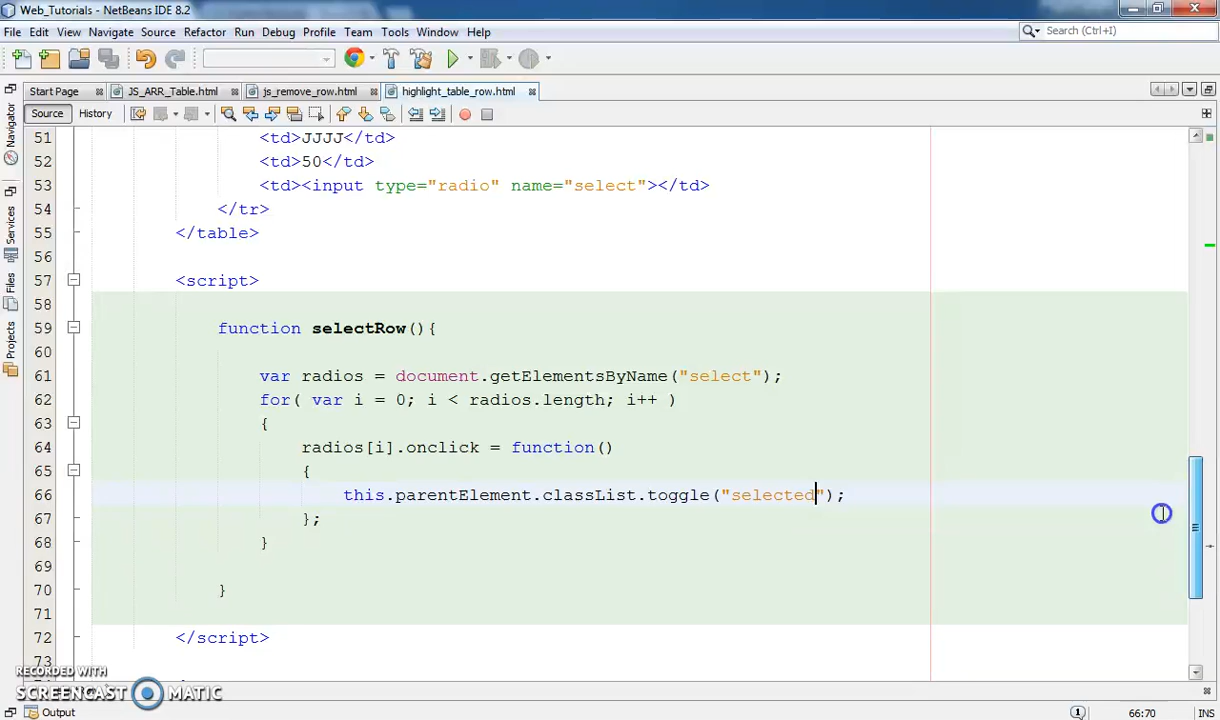 Web_Tutorials - NetBeans IDE 8.2
File Edit View Navigate Source Refactor Run Debug Profile Team Tools Window Help
Search (Ctrl+I)
Start Page JS_ARR_Table.html js_remove_row.html highlight_table_row.html
Source History
Navigator
Services
Files
Projects
51 <td>JJJJ</td>
52 <td>50</td>
53 <td><input type="radio" name="select"></td>
54 </tr>
55 </table>
56
57 <script>
58
59 function selectRow(){
60
61 var radios = document.getElementsByName("select");
62 for( var i = 0; i < radios.length; i++ )
63 {
64 radios[i].onclick = function()
65 {
66 this.parentElement.classList.toggle("selected");
67 };
68 }
69
70 }
71
72 </script>
73
RECORDED WITH
SCREENCAST MATIC
Output
1 66:70 INS